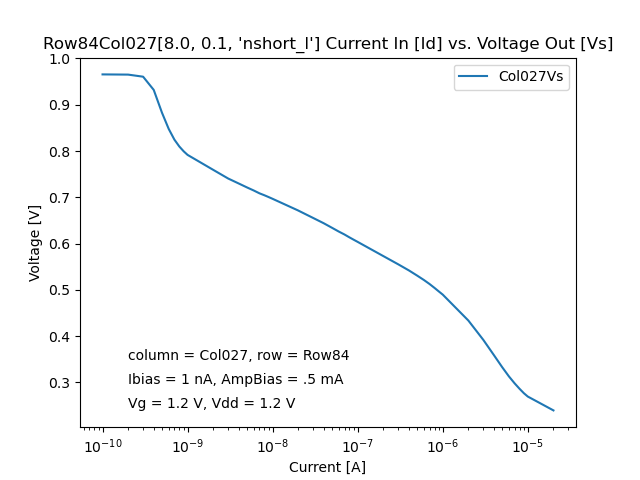 Row84Col027[8.0, 0.1, 'nshort_l'] Current In [Id] vs. Voltage Out [Vs]
1.0
Col027Vs
0.9
0.8
0.7
0.6
Voltage [V]
0.5
0.4
column = Col027, row = Row84
Ibias = 1 nA, AmpBias = .5 mA
0.3
Vg = 1.2 V, Vdd = 1.2 V
10⁻¹⁰ 10⁻⁹ 10⁻⁸ 10⁻⁷ 10⁻⁶ 10⁻⁵
Current [A]